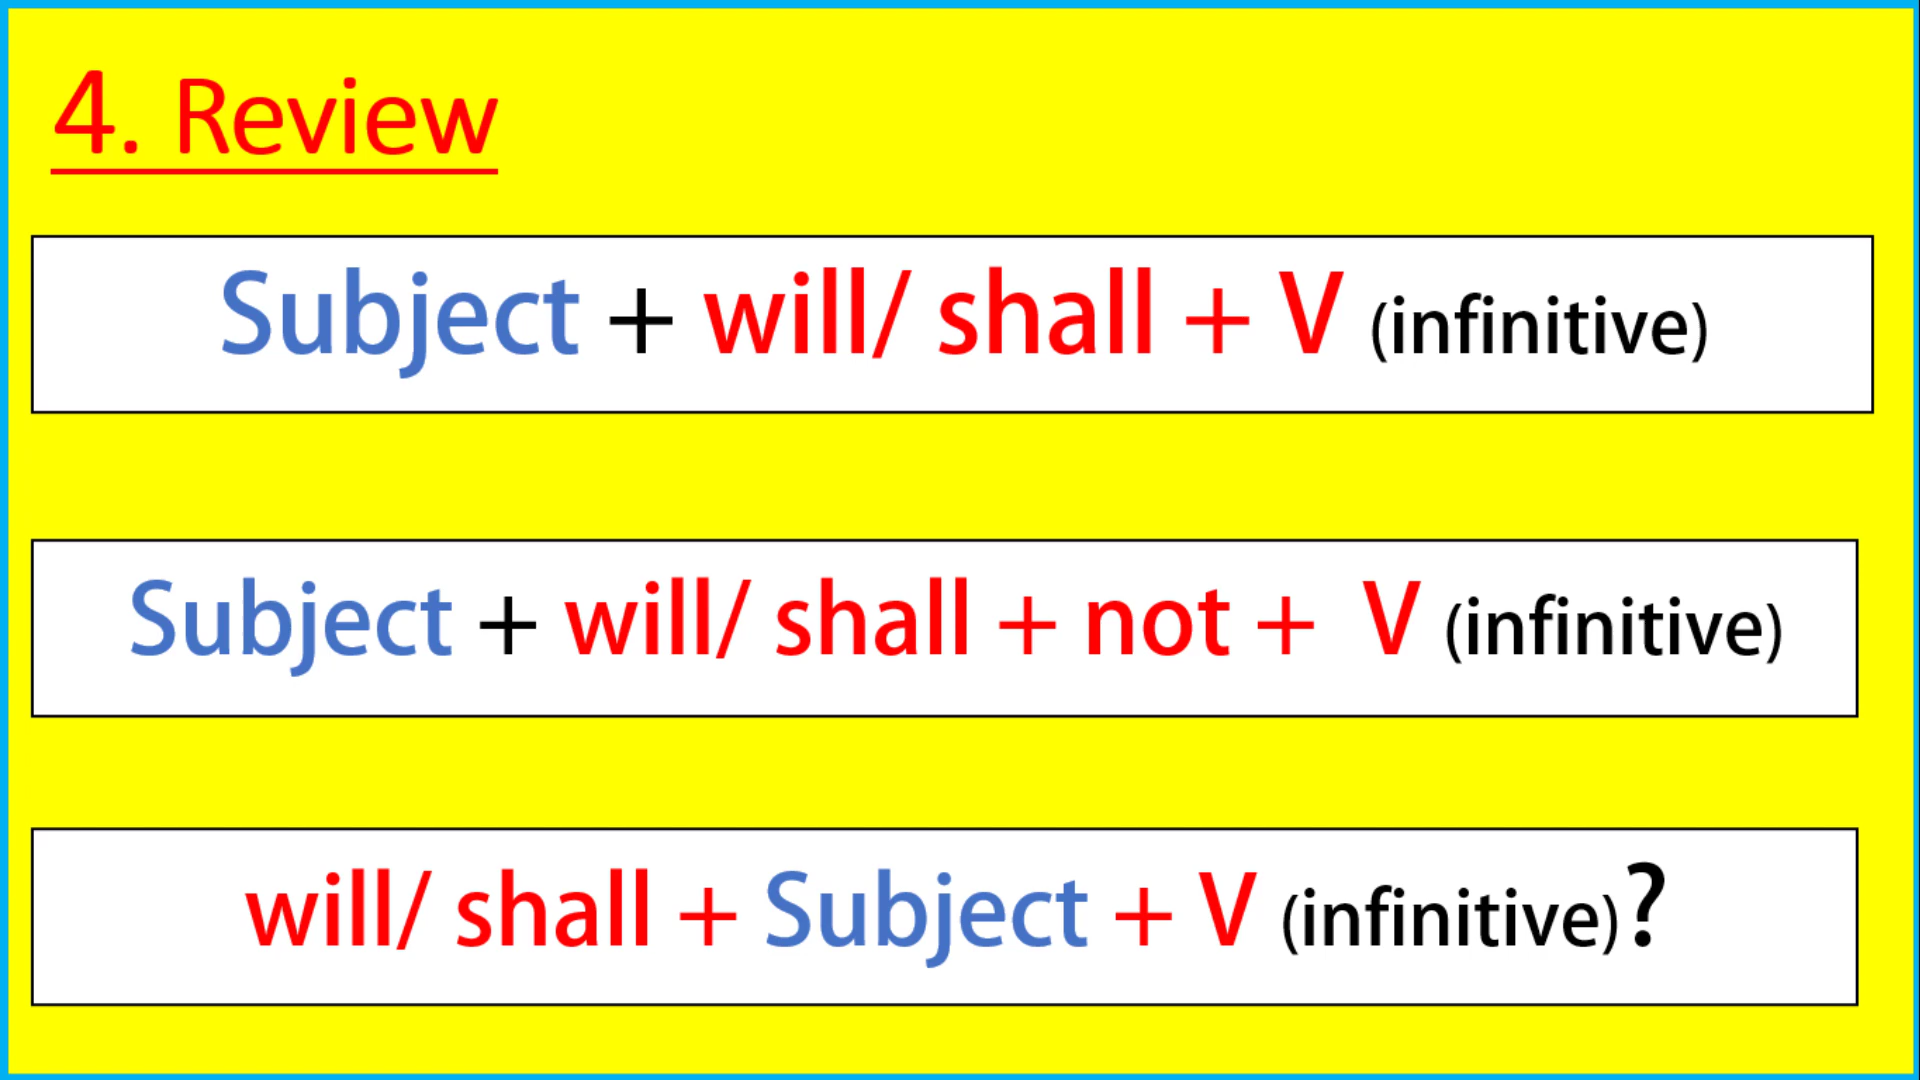 4. Review
Subject + will/ shall + V (infinitive)
Subject + will/ shall + not + V (infinitive)
will/ shall + Subject + V (infinitive)?